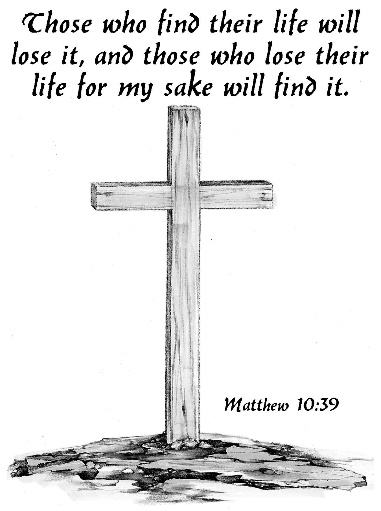 Those who find their life will
lose it, and those who lose their
life for my sake will find it.
Matthew 10:39